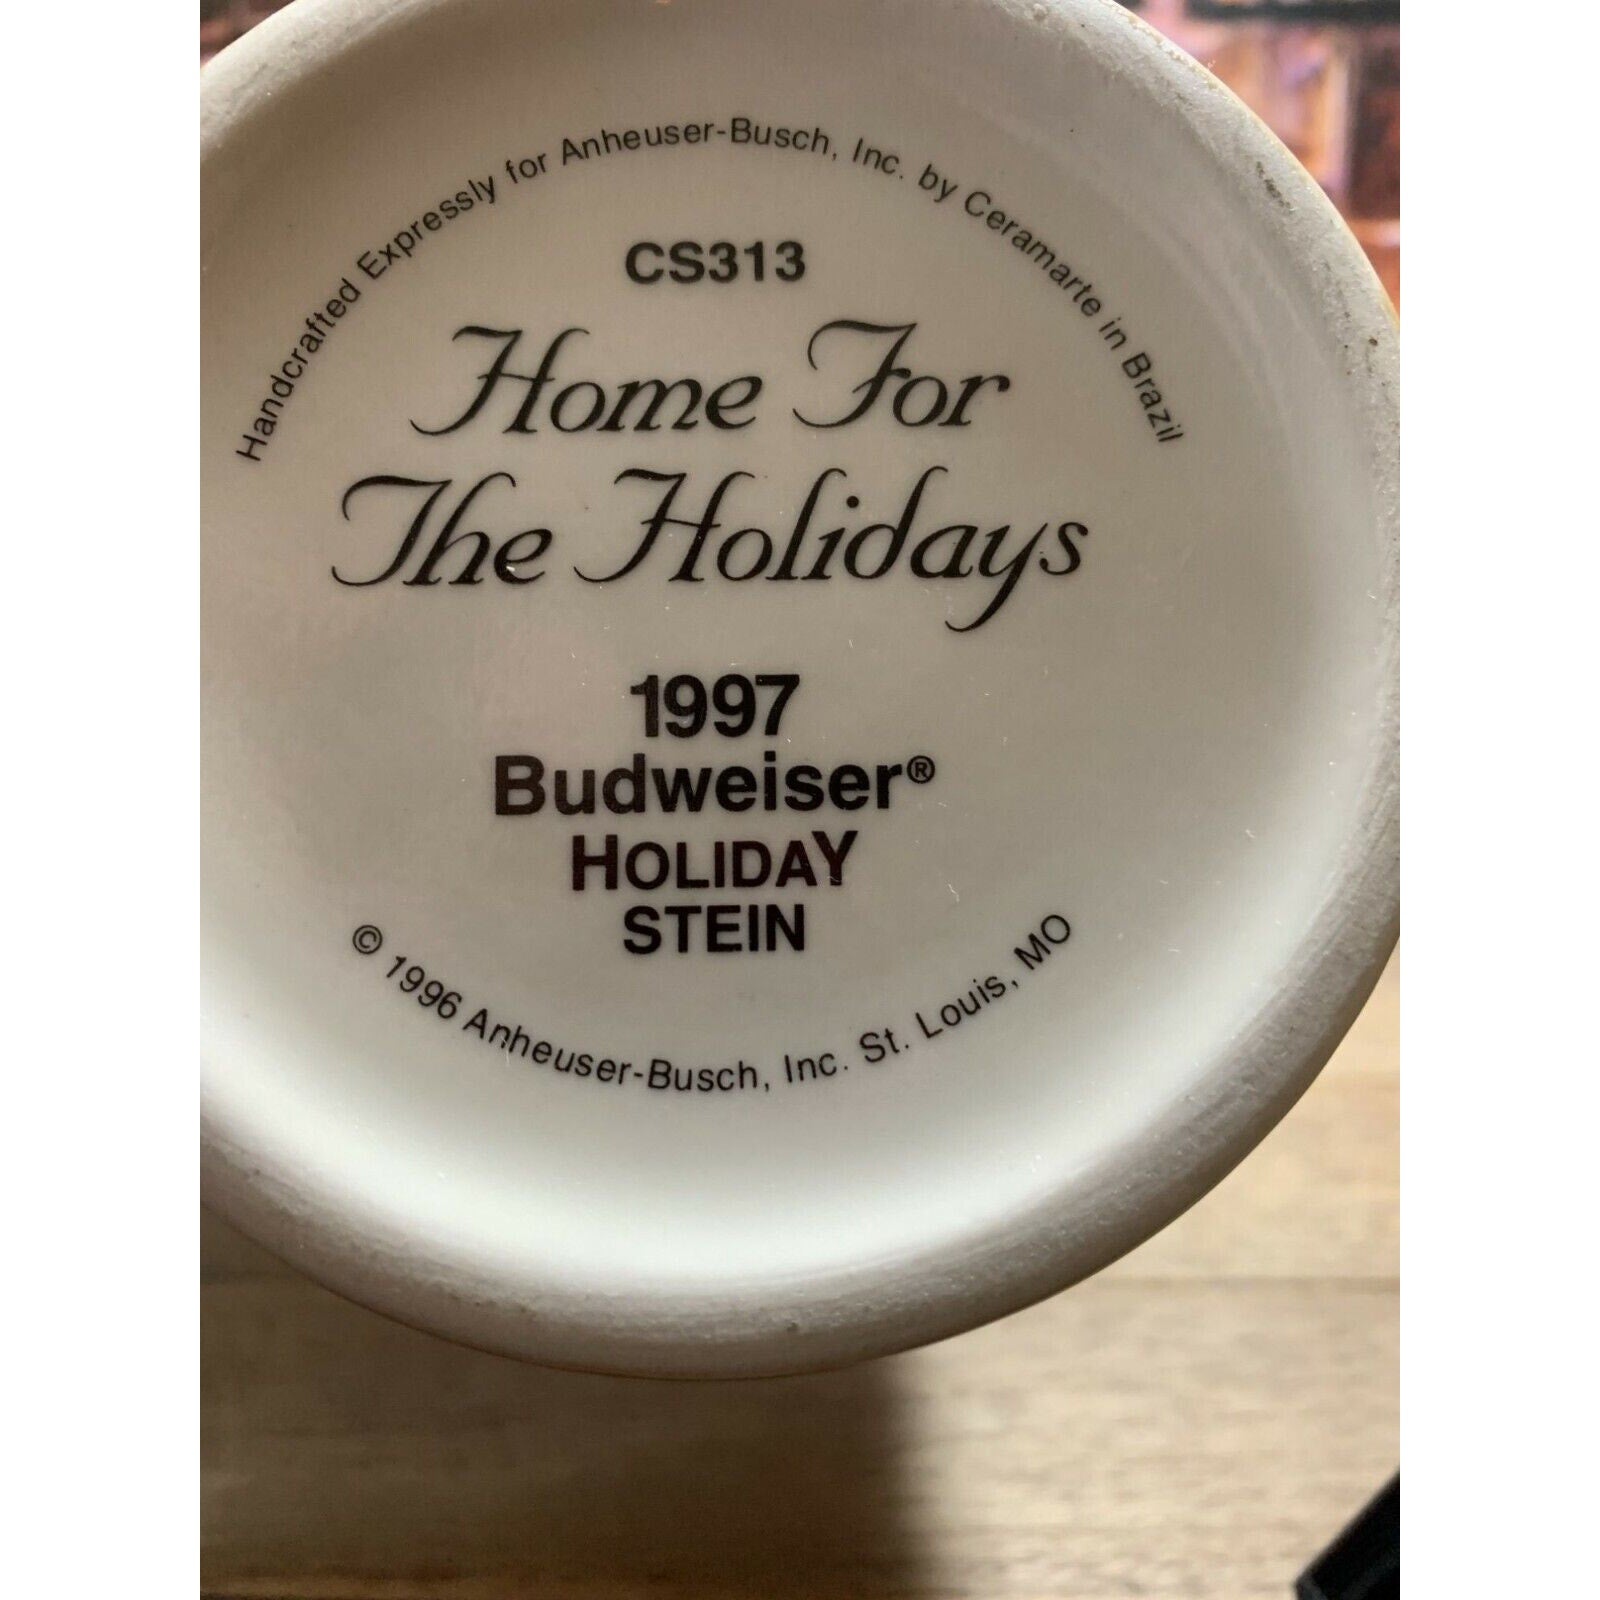 Handcrafted Expressly for Anheuser-Busch, Inc. by Ceramarte in Brazil
CS313
Home For
The Holidays
1997
Budweiser®
HOLIDAY
STEIN
© 1996 Anheuser-Busch, Inc. St. Louis, MO